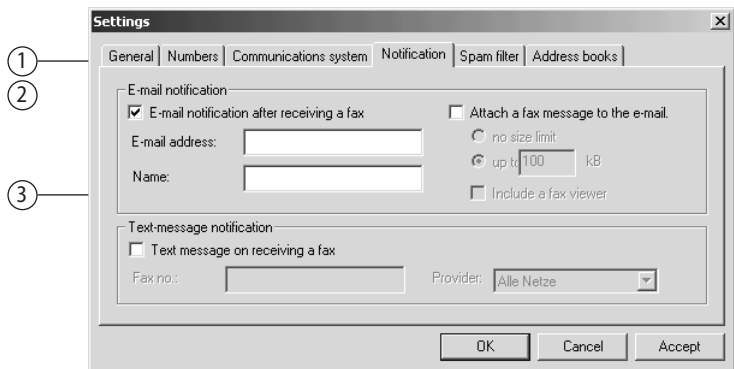 Settings
General Numbers Communications system Notification Spam filter Address books
1
2
E-mail notification
E-mail notification after receiving a fax
Attach a fax message to the e-mail.
E-mail address:
no size limit
up to 100 kB
Name:
3
Include a fax viewer
Text-message notification
Text message on receiving a fax
Fax no.:
Provider: Alle Netze
OK Cancel Accept